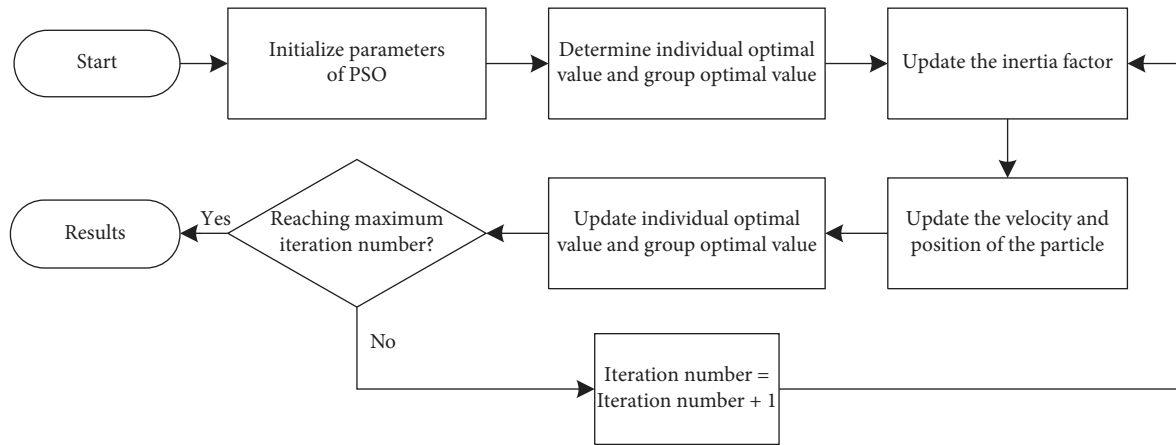 Start
Initialize parameters
of PSO
Determine individual optimal
value and group optimal value
Update the inertia factor
Results
Yes
Reaching maximum
iteration number?
Update individual optimal
value and group optimal value
Update the velocity and
position of the particle
No
Iteration number =
Iteration number + 1